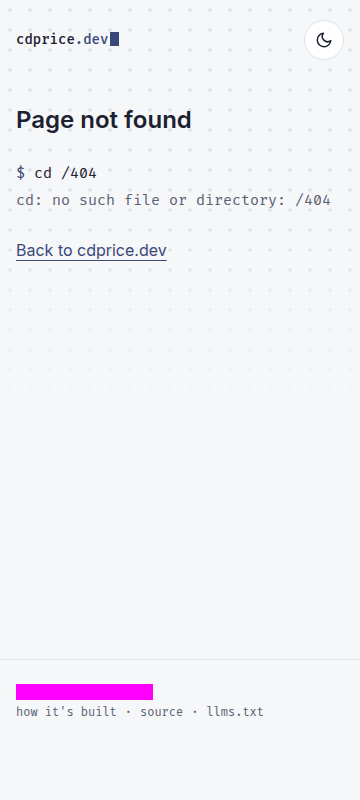 cdprice.dev
Page not found
$ cd /404
cd: no such file or directory: /404
Back to cdprice.dev
how it's built · source · llms.txt